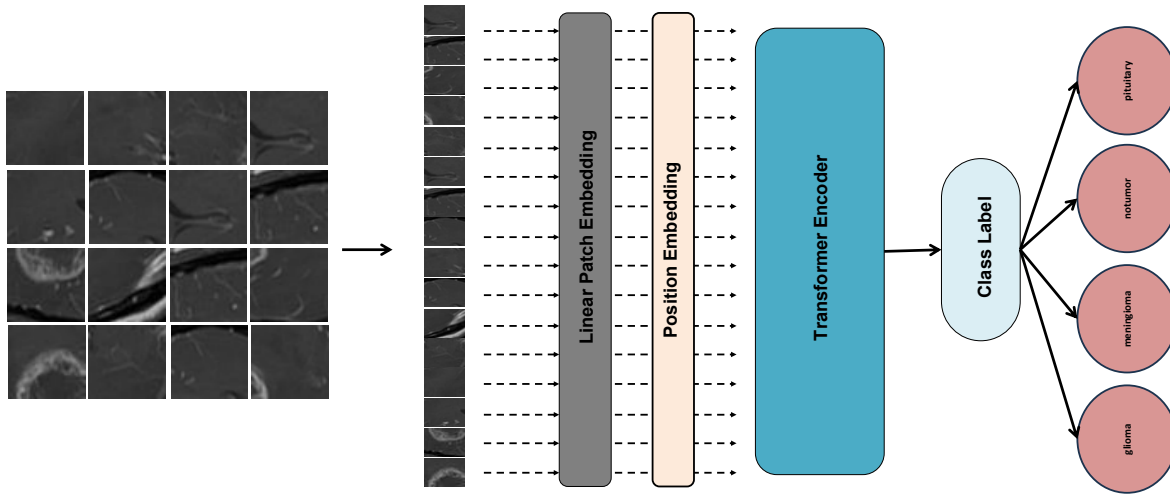 Linear Patch Embedding
Position Embedding
Transformer Encoder
Class Label
pituitary
notumor
meningioma
glioma